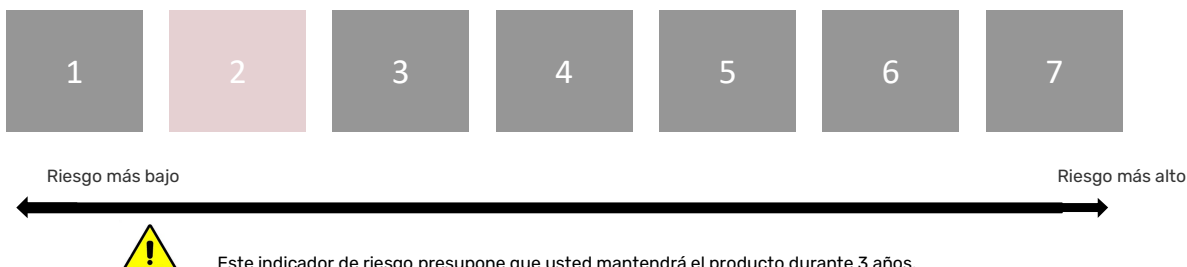 1 2 3 4 5 6 7
Riesgo más bajo Riesgo más alto
Este indicador de riesgo presupone que usted mantendrá el producto durante 3 años.